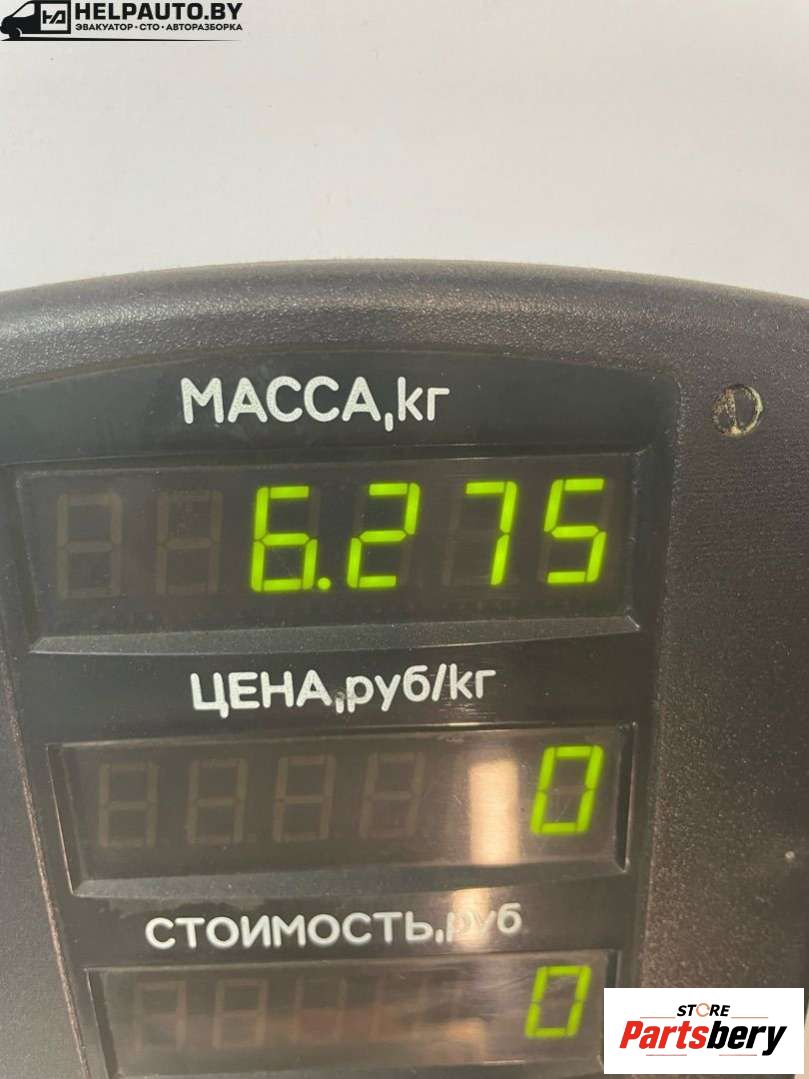 HELPAUTO.BY
ЭВАКУАТОР · СТО · АВТОРАЗБОРКА
МАССА,кг
6.275
ЦЕНА,руб/кг
0
СТОИМОСТЬ,руб
0
STORE
Partsbery